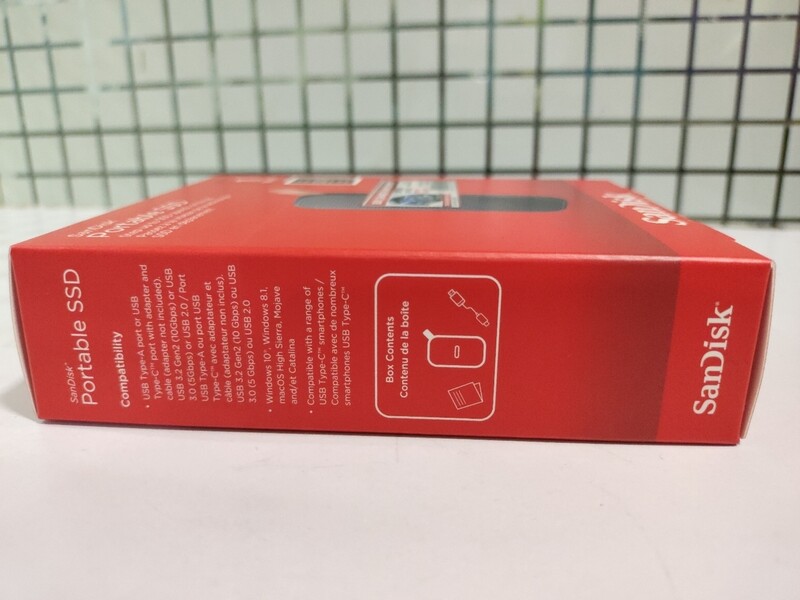 SanDisk®
Portable SSD
Compatibility
• USB Type-A port or USB
Type-C™ port with adapter and
cable (adapter not included).
USB 3.2 Gen2 (10Gbps) or USB
3.0 (5Gbps) or USB 2.0 / Port
USB Type-A ou port USB
Type-C™ avec adaptateur et
cable (adaptateur non inclus).
USB 3.2 Gen2 (10 Gbps) ou USB
3.0 (5 Gbps) ou USB 2.0
• Windows 10®, Windows 8.1,
macOS High Sierra, Mojave
and/et Catalina
• Compatible with a range of
USB Type-C™ smartphones /
Compatible avec de nombreux
smartphones USB Type-C™
Box Contents
Contenu de la boîte
SanDisk®
SanDisk
Portable SSD
SanDisk